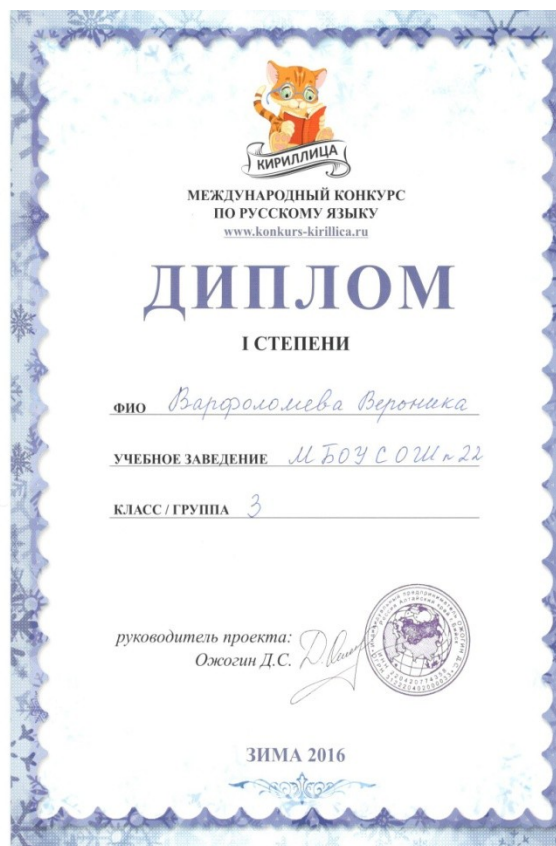 КИРИЛЛИЦА
МЕЖДУНАРОДНЫЙ КОНКУРС
ПО РУССКОМУ ЯЗЫКУ
www.konkurs-kirillica.ru
ДИПЛОМ
I СТЕПЕНИ
ФИО Варфоломева Вероника
УЧЕБНОЕ ЗАВЕДЕНИЕ МБОУ СОШ № 22
КЛАСС / ГРУППА 3
руководитель проекта:
Ожогин Д.С.
ЗИМА 2016